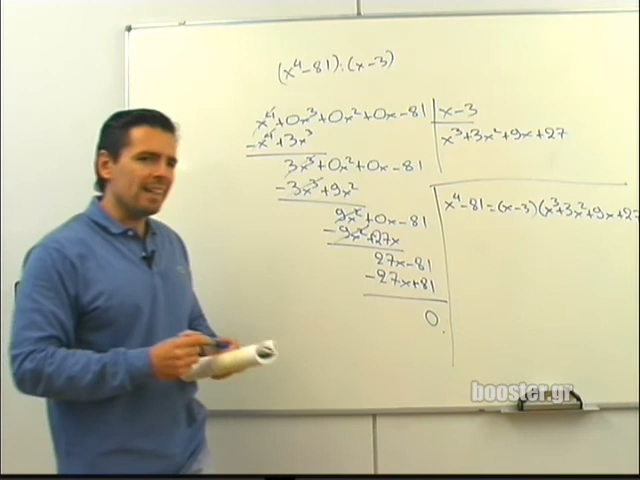 (x⁴-81):(x-3)
x⁴+0x³+0x²+0x-81
-x⁴+3x³
3x³+0x²+0x-81
-3x³+9x²
9x²+0x-81
-9x²+27x
27x-81
-27x+81
0
x-3
x³+3x²+9x+27
x⁴-81=(x-3)(x³+3x²+9x+27
booster.gr